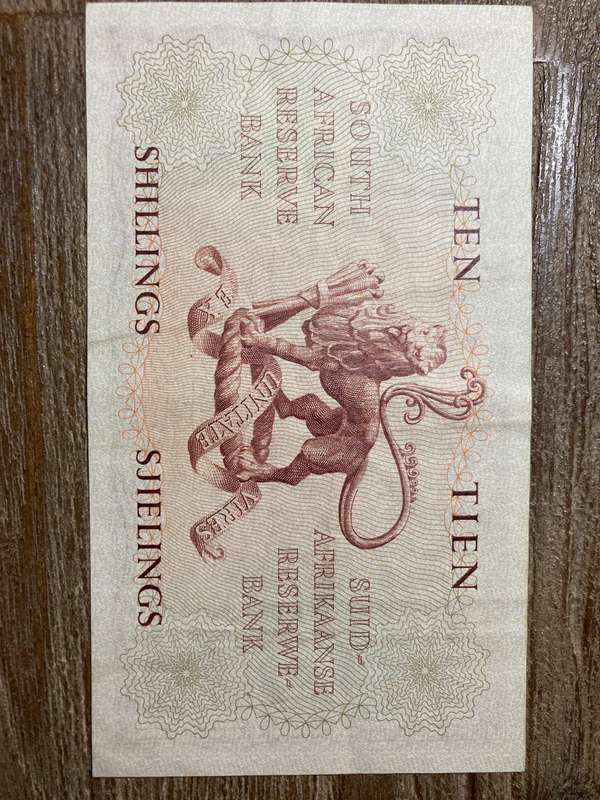 TEN TIEN
SOUTH
AFRICAN
RESERVE
BANK
SUID=
AFRIKAANSE
RESERWE=
BANK
EX UNITATE VIRES
SHILLINGS SJIELINGS